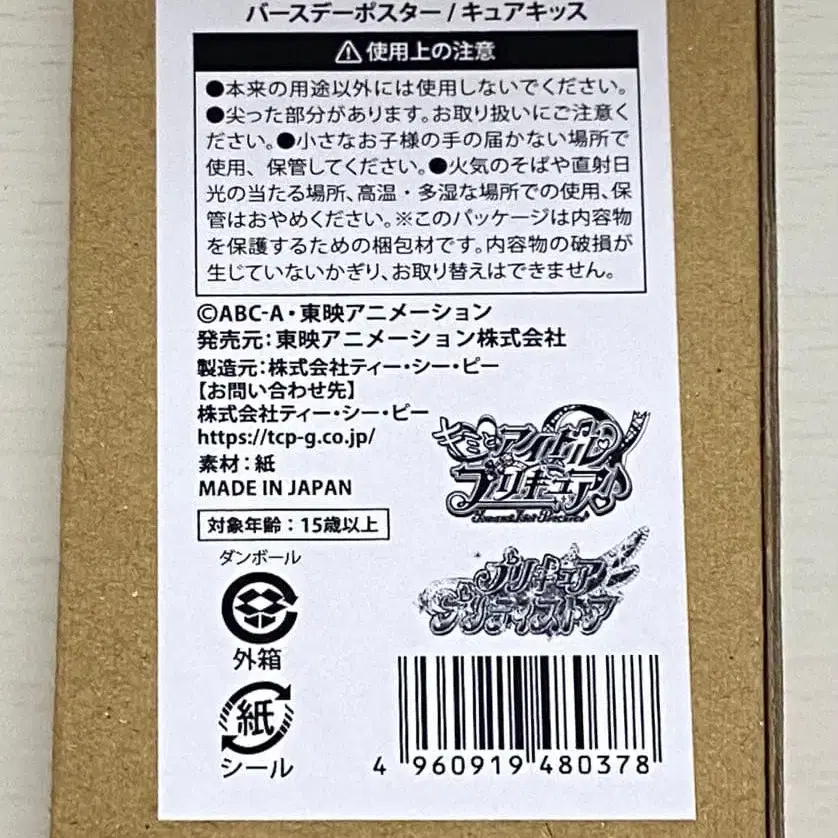 バースデーポスター / キュアキッス
⚠使用上の注意
●本来の用途以外には使用しないでください。
●尖った部分があります。お取り扱いにご注意く
ださい。●小さなお子様の手の届かない場所で
使用、保管してください。●火気のそばや直射日
光の当たる場所、高温・多湿な場所での使用、保
管はおやめください。※このパッケージは内容物
を保護するための梱包材です。内容物の破損が
生じていないかぎり、お取り替えはできません。
©ABC-A・東映アニメーション
発売元：東映アニメーション株式会社
製造元：株式会社ティー・シー・ピー
【お問い合わせ先】
株式会社ティー・シー・ピー
https://tcp-g.co.jp/
素材：紙
MADE IN JAPAN
対象年齢：15歳以上
キミとアイドル
プリキュア♪
You and Idol Precure♪
ダンボール
外箱
プリキュア
プリティストア
紙
シール
4 960919 480378